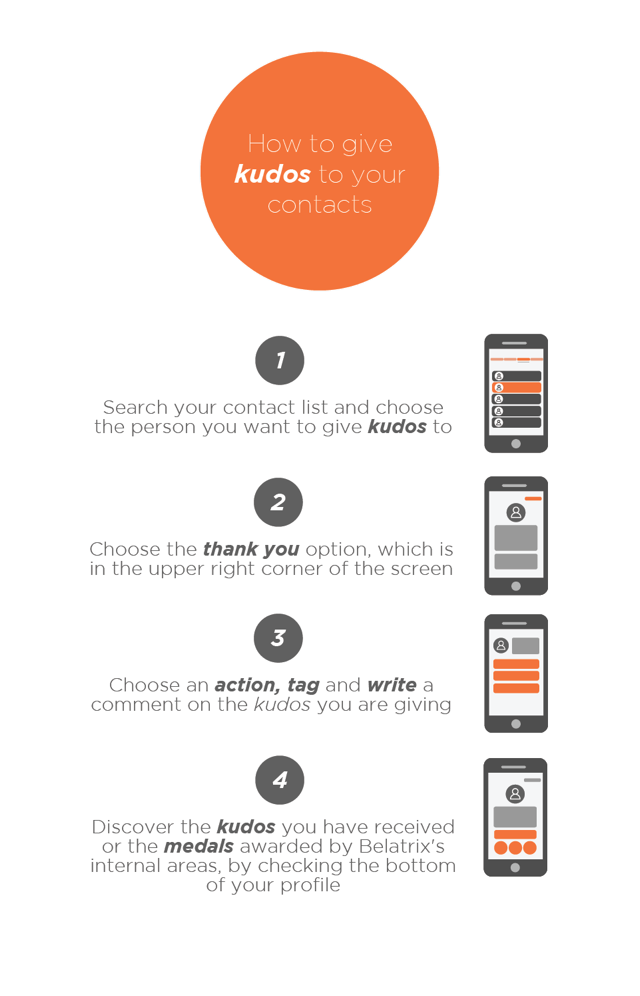 How to give
kudos to your
contacts
1
Search your contact list and choose
the person you want to give kudos to
2
Choose the thank you option, which is
in the upper right corner of the screen
3
Choose an action, tag and write a
comment on the kudos you are giving
4
Discover the kudos you have received
or the medals awarded by Belatrix's
internal areas, by checking the bottom
of your profile